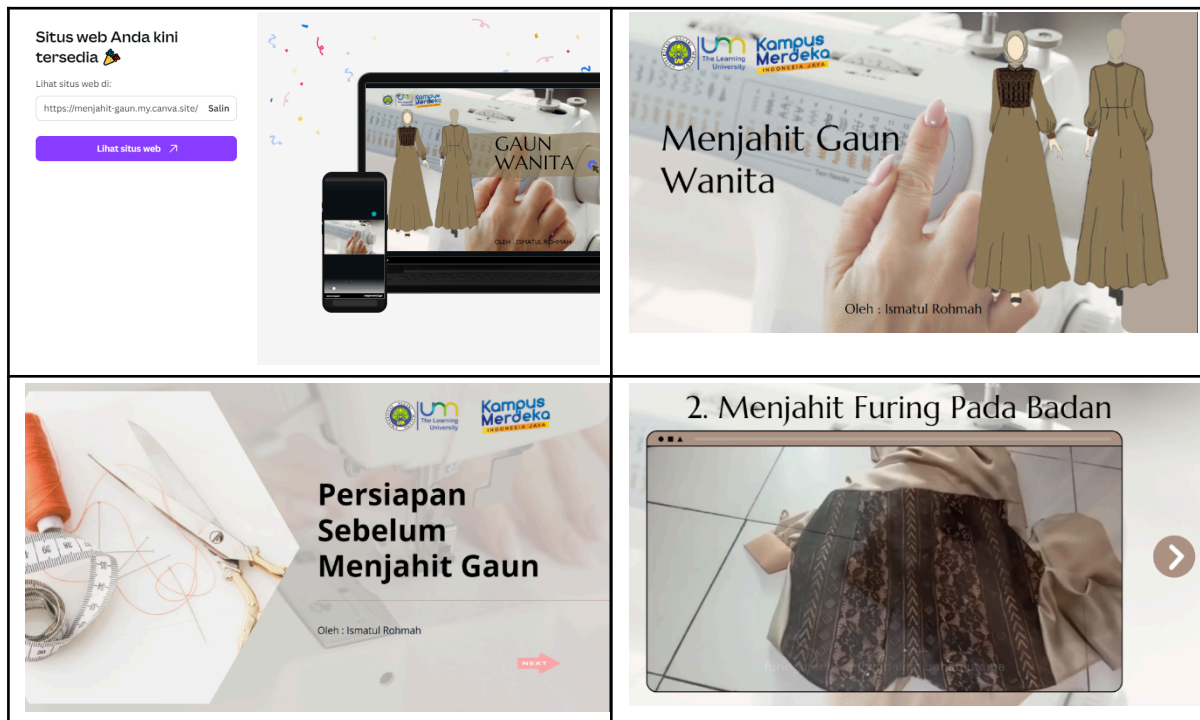 Situs web Anda kini
tersedia
Lihat situs web di:
https://menjahit-gaun.my.canva.site/ Salin
Lihat situs web
Kampus
Merdeka
GAUN
WANITA
OLEH : ISMATUL ROHMAH
UM The Learning
University
Kampus
Merdeka
INDONESIA JAYA
Menjahit Gaun
Wanita
Oleh : Ismatul Rohmah
UM The Learning
University
Kampus
Merdeka
INDONESIA JAYA
Persiapan
Sebelum
Menjahit Gaun
Oleh : Ismatul Rohmah
NEXT
2. Menjahit Furing Pada Badan